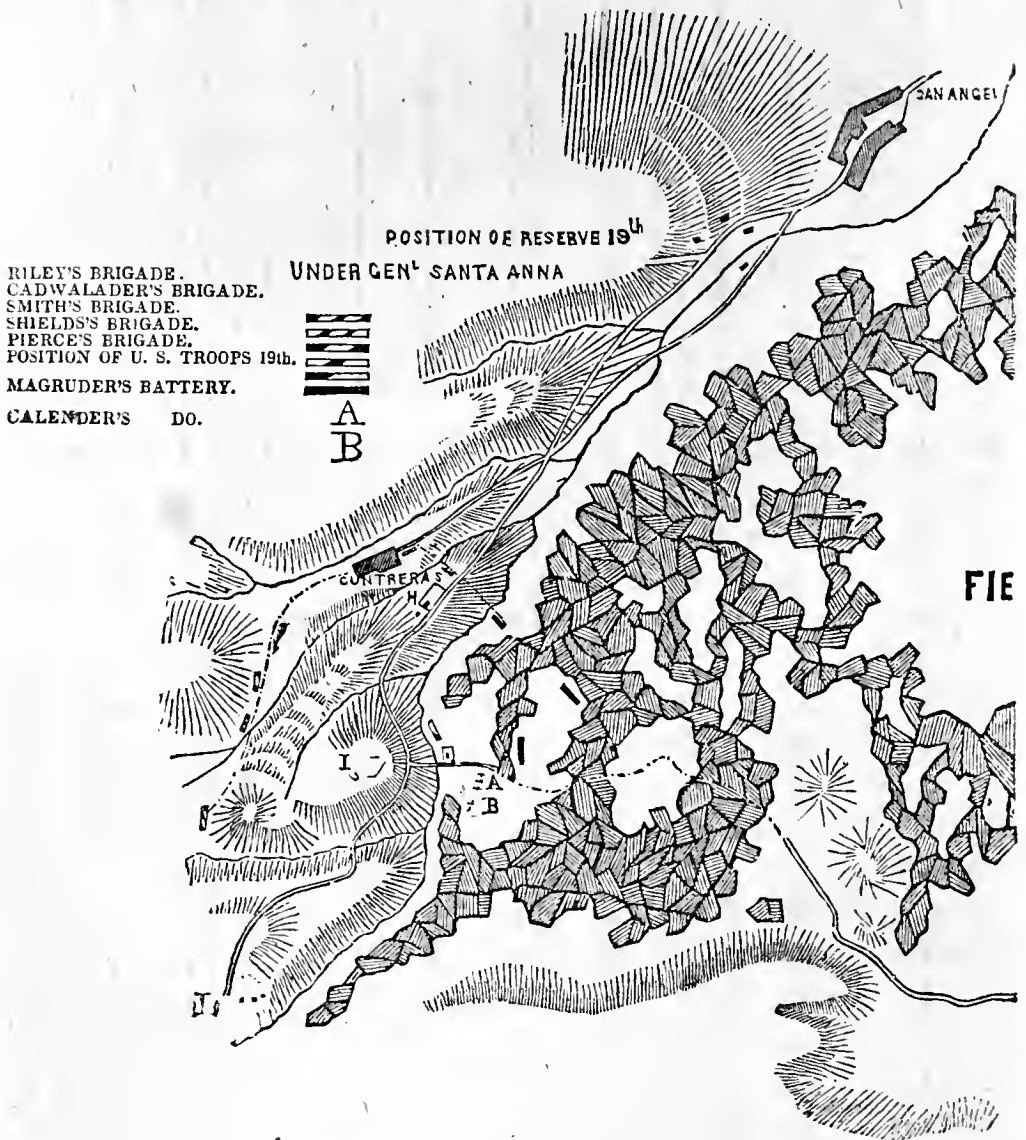 SAN ANGEL
POSITION OF RESERVE 19th
UNDER GENL SANTA ANNA
RILEY'S BRIGADE.
CADWALADER'S BRIGADE.
SMITH'S BRIGADE.
SHIELDS'S BRIGADE.
PIERCE'S BRIGADE.
POSITION OF U. S. TROOPS 19th.
MAGRUDER'S BATTERY. A
CALENDER'S DO. B
CONTRERAS
H
FIE
I
A
B